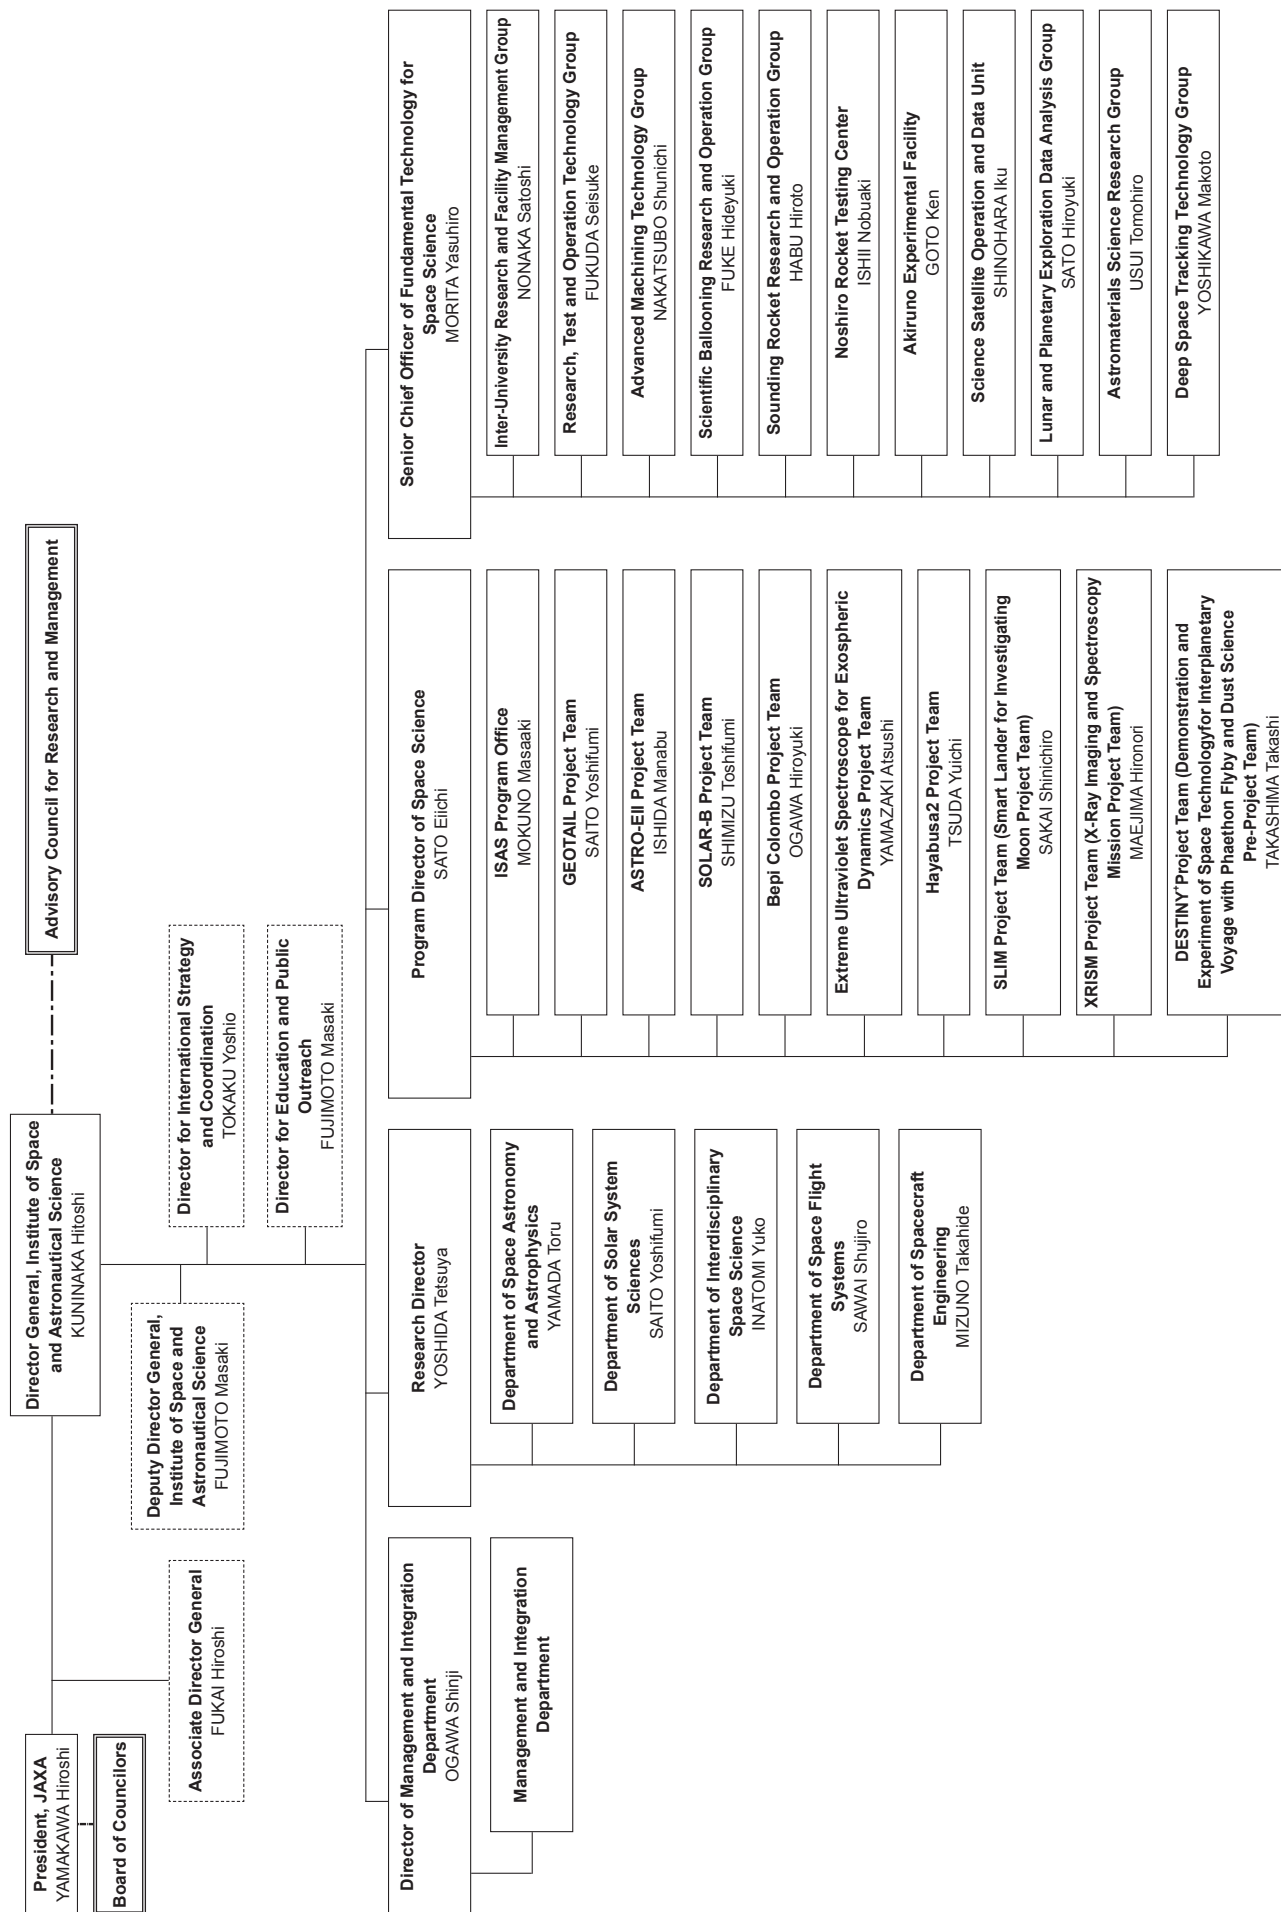 President, JAXA
YAMAKAWA Hiroshi
Board of Councilors
Associate Director General
FUKAI Hiroshi
Director General, Institute of Space
and Astronautical Science
KUNINAKA Hitoshi
Advisory Council for Research and Management
Deputy Director General,
Institute of Space and
Astronautical Science
FUJIMOTO Masaki
Director for International Strategy
and Coordination
TOKAKU Yoshio
Director for Education and Public
Outreach
FUJIMOTO Masaki
Director of Management and Integration
Department
OGAWA Shinji
Management and Integration
Department
Research Director
YOSHIDA Tetsuya
Department of Space Astronomy
and Astrophysics
YAMADA Toru
Department of Solar System
Sciences
SAITO Yoshifumi
Department of Interdisciplinary
Space Science
INATOMI Yuko
Department of Space Flight
Systems
SAWAI Shujiro
Department of Spacecraft
Engineering
MIZUNO Takahide
Program Director of Space Science
SATO Eiichi
ISAS Program Office
MOKUNO Masaaki
GEOTAIL Project Team
SAITO Yoshifumi
ASTRO-EII Project Team
ISHIDA Manabu
SOLAR-B Project Team
SHIMIZU Toshifumi
Bepi Colombo Project Team
OGAWA Hiroyuki
Extreme Ultraviolet Spectroscope for Exospheric
Dynamics Project Team
YAMAZAKI Atsushi
Hayabusa2 Project Team
TSUDA Yuichi
SLIM Project Team (Smart Lander for Investigating
Moon Project Team)
SAKAI Shinichiro
XRISM Project Team (X-Ray Imaging and Spectroscopy
Mission Project Team)
MAEJIMA Hironori
DESTINY⁺Project Team (Demonstration and
Experiment of Space Technologyfor Interplanetary
Voyage with Phaethon Flyby and Dust Science
Pre-Project Team)
TAKASHIMA Takashi
Senior Chief Officer of Fundamental Technology for
Space Science
MORITA Yasuhiro
Inter-University Research and Facility Management Group
NONAKA Satoshi
Research, Test and Operation Technology Group
FUKUDA Seisuke
Advanced Machining Technology Group
NAKATSUBO Shunichi
Scientific Ballooning Research and Operation Group
FUKE Hideyuki
Sounding Rocket Research and Operation Group
HABU Hiroto
Noshiro Rocket Testing Center
ISHII Nobuaki
Akiruno Experimental Facility
GOTO Ken
Science Satellite Operation and Data Unit
SHINOHARA Iku
Lunar and Planetary Exploration Data Analysis Group
SATO Hiroyuki
Astromaterials Science Research Group
USUI Tomohiro
Deep Space Tracking Technology Group
YOSHIKAWA Makoto